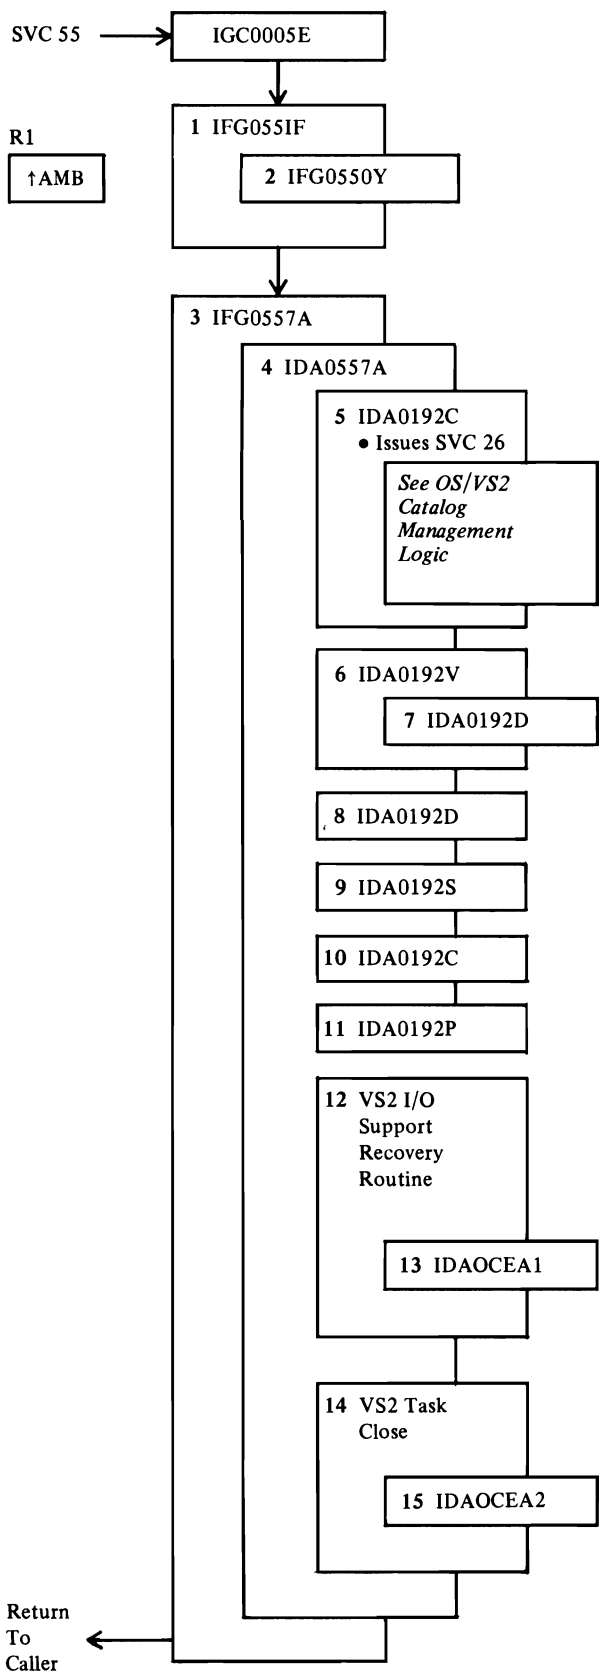 SVC 55
IGC0005E
1 IFG055IF
R1
↑AMB
2 IFG0550Y
3 IFG0557A
4 IDA0557A
5 IDA0192C
● Issues SVC 26
See OS/VS2
Catalog
Management
Logic
6 IDA0192V
7 IDA0192D
8 IDA0192D
9 IDA0192S
10 IDA0192C
11 IDA0192P
12 VS2 I/O
Support
Recovery
Routine
13 IDAOCEA1
14 VS2 Task
Close
15 IDAOCEA2
Return
To
Caller